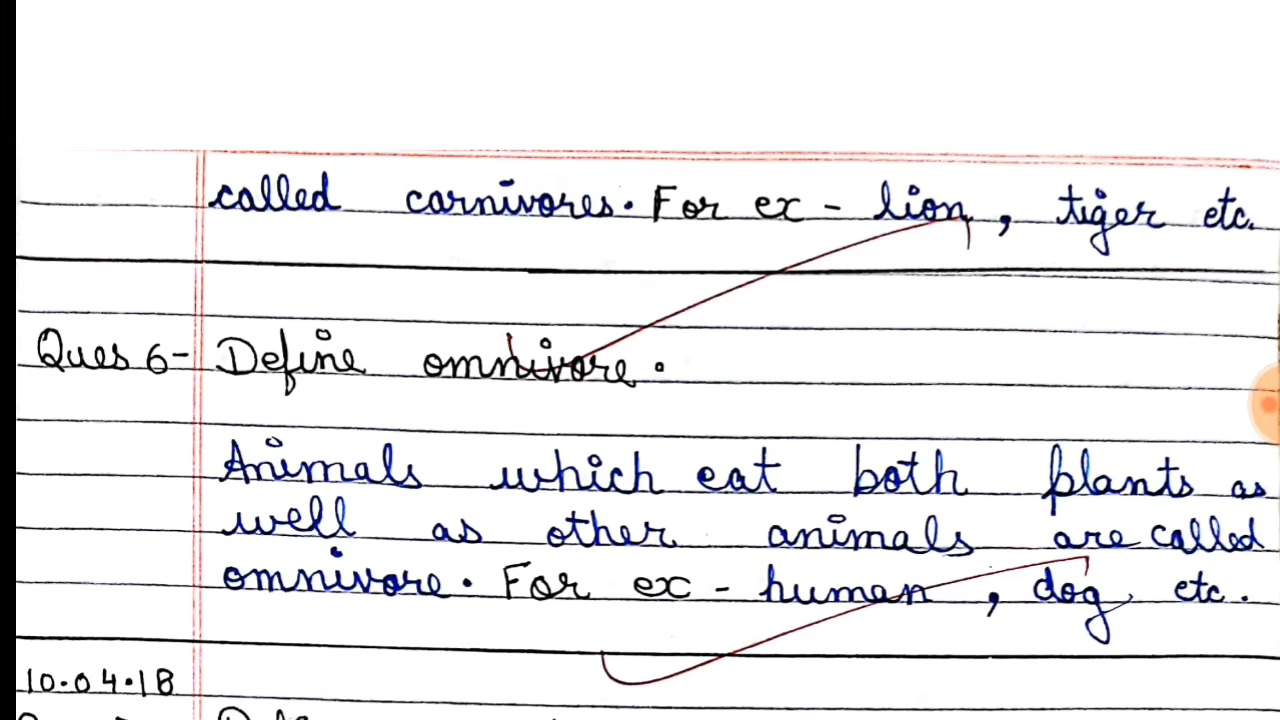 called carnivores. For ex - lion, tiger etc.
Ques 6- Define omnivore.
Animals which eat both plants as
well as other animals are called
omnivore. For ex - human, dog, etc.
10.04.18